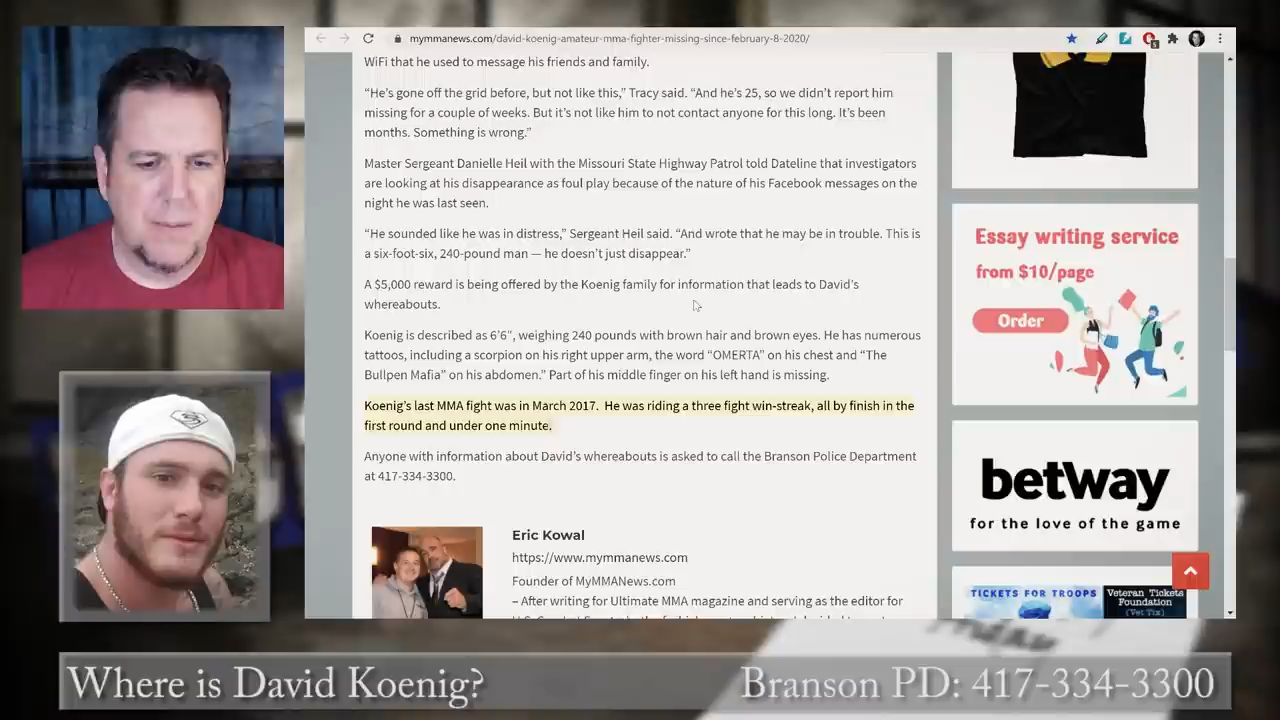 mymmanews.com/david-koenig-amateur-mma-fighter-missing-since-february-8-2020/
WiFi that he used to message his friends and family.
“He’s gone off the grid before, but not like this,” Tracy said. “And he’s 25, so we didn’t report him
missing for a couple of weeks. But it’s not like him to not contact anyone for this long. It’s been
months. Something is wrong.”
Master Sergeant Danielle Heil with the Missouri State Highway Patrol told Dateline that investigators
are looking at his disappearance as foul play because of the nature of his Facebook messages on the
night he was last seen.
“He sounded like he was in distress,” Sergeant Heil said. “And wrote that he may be in trouble. This is
a six-foot-six, 240-pound man — he doesn’t just disappear.”
A $5,000 reward is being offered by the Koenig family for information that leads to David’s
whereabouts.
Koenig is described as 6’6”, weighing 240 pounds with brown hair and brown eyes. He has numerous
tattoos, including a scorpion on his right upper arm, the word “OMERTA” on his chest and “The
Bullpen Mafia” on his abdomen.” Part of his middle finger on his left hand is missing.
Koenig’s last MMA fight was in March 2017. He was riding a three fight win-streak, all by finish in the
first round and under one minute.
Anyone with information about David’s whereabouts is asked to call the Branson Police Department
at 417-334-3300.
Eric Kowal
https://www.mymmanews.com
Founder of MyMMANews.com
– After writing for Ultimate MMA magazine and serving as the editor for
Essay writing service
from $10/page
Order
betway
for the love of the game
TICKETS FOR TROOPS
Veteran Tickets
Foundation
(Vet Tix)
Where is David Koenig?
Branson PD: 417-334-3300